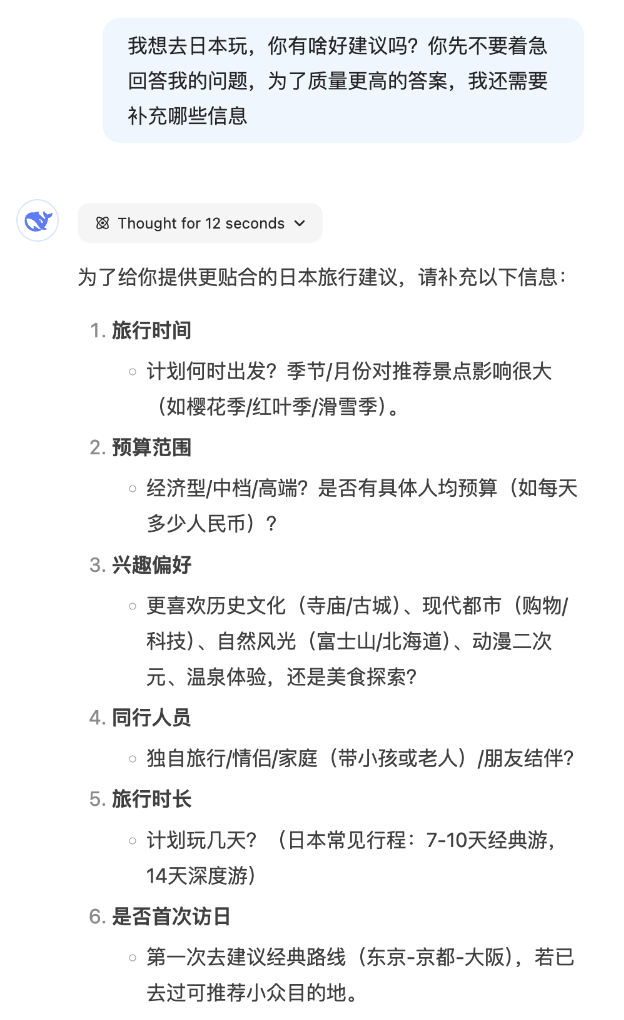 我想去日本玩，你有啥好建议吗？你先不要着急
回答我的问题，为了质量更高的答案，我还需要
补充哪些信息
Thought for 12 seconds
为了给你提供更贴合的日本旅行建议，请补充以下信息：
1. 旅行时间
计划何时出发？季节/月份对推荐景点影响很大
（如樱花季/红叶季/滑雪季）。
2. 预算范围
经济型/中档/高端？是否有具体人均预算（如每天
多少人民币）？
3. 兴趣偏好
更喜欢历史文化（寺庙/古城）、现代都市（购物/
科技）、自然风光（富士山/北海道）、动漫二次
元、温泉体验，还是美食探索？
4. 同行人员
独自旅行/情侣/家庭（带小孩或老人）/朋友结伴？
5. 旅行时长
计划玩几天？（日本常见行程：7-10天经典游，
14天深度游）
6. 是否首次访日
第一次去建议经典路线（东京-京都-大阪），若已
去过可推荐小众目的地。